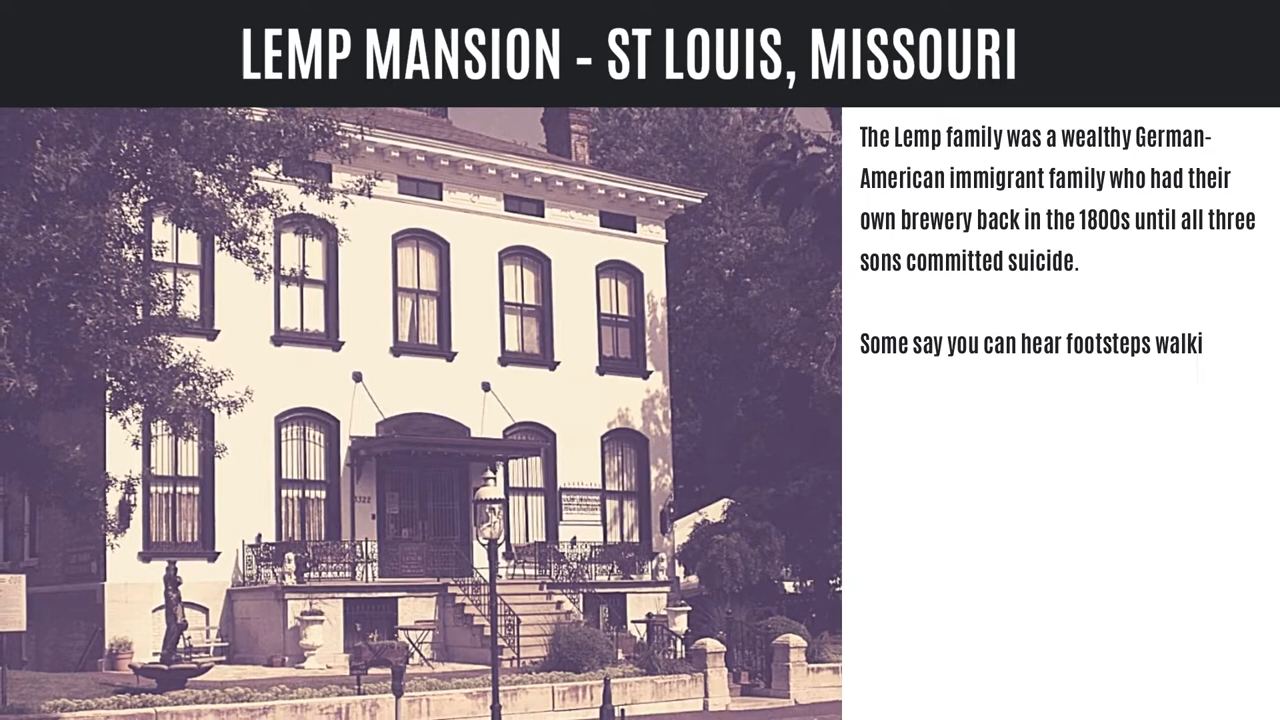 LEMP MANSION – ST LOUIS, MISSOURI
The Lemp family was a wealthy German-
American immigrant family who had their
own brewery back in the 1800s until all three
sons committed suicide.
Some say you can hear footsteps walki
3322